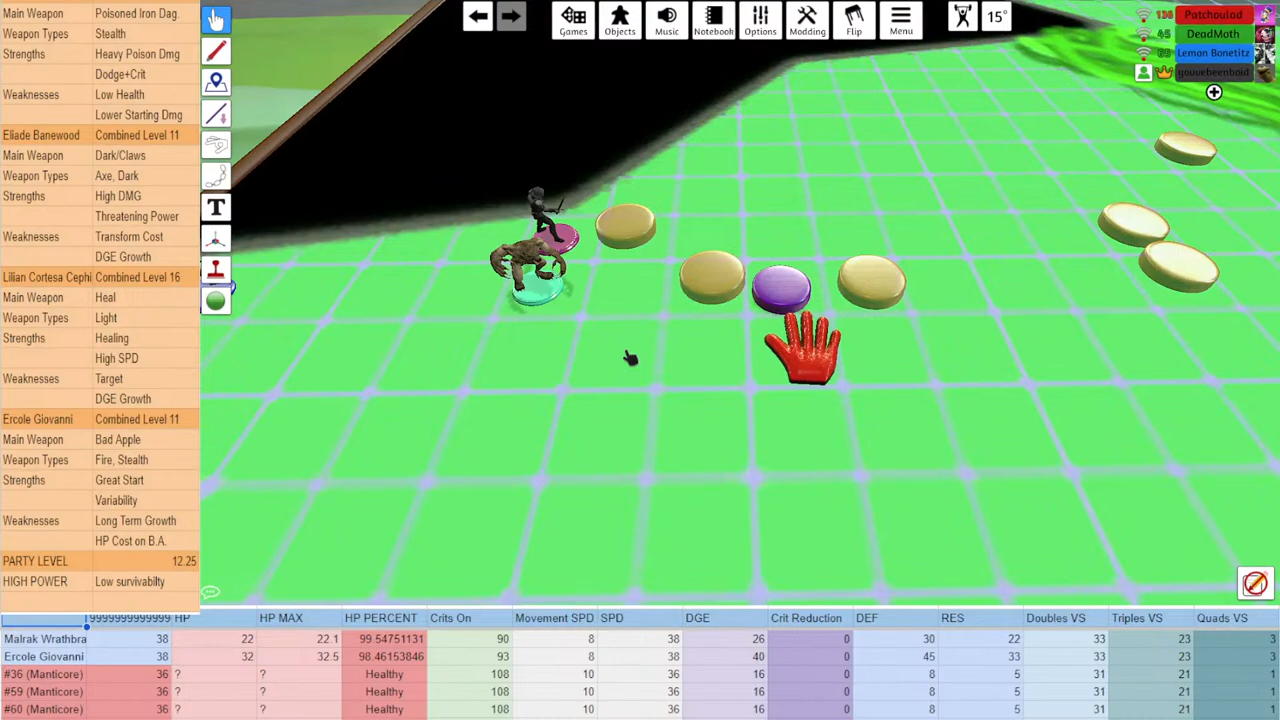 Main Weapon Poisoned Iron Dag.
Weapon Types Stealth
Strengths Heavy Poison Dmg
Dodge+Crit
Weaknesses Low Health
Lower Starting Dmg
Eliade Banewood Combined Level 11
Main Weapon Dark/Claws
Weapon Types Axe, Dark
Strengths High DMG
Threatening Power
Weaknesses Transform Cost
DGE Growth
Lilian Cortesa Cephi Combined Level 16
Main Weapon Heal
Weapon Types Light
Strengths Healing
High SPD
Weaknesses Target
DGE Growth
Ercole Giovanni Combined Level 11
Main Weapon Bad Apple
Weapon Types Fire, Stealth
Strengths Great Start
Variability
Weaknesses Long Term Growth
HP Cost on B.A.
PARTY LEVEL 12.25
HIGH POWER Low survivabilty
T
Games Objects Music Notebook Options Modding Flip Menu 15°
136 Patchoulad
45 DeadMoth
65 Lemon Bonetitz
youvebeenboid
HP HP MAX HP PERCENT Crits On Movement SPD SPD DGE Crit Reduction DEF RES Doubles VS Triples VS Quads VS
Malrak Wrathbra 38 22 22.1 99.54751131 90 8 38 26 0 30 22 33 23 3
Ercole Giovanni 38 32 32.5 98.46153846 93 8 38 40 0 45 33 33 23 3
#36 (Manticore) 36 ? ? Healthy 108 10 36 16 0 8 5 31 21 1
#59 (Manticore) 36 ? ? Healthy 108 10 36 16 0 8 5 31 21 1
#60 (Manticore) 36 ? ? Healthy 108 10 36 16 0 8 5 31 21 1